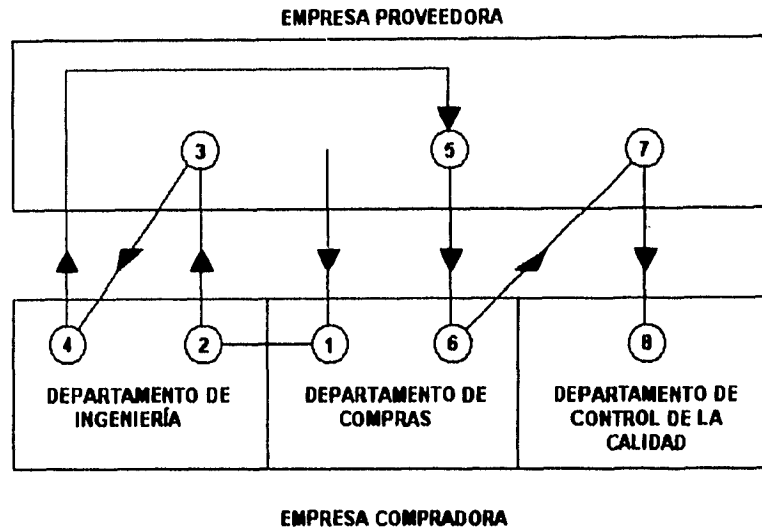 EMPRESA PROVEEDORA
3
5
7
4
2
1
6
8
DEPARTAMENTO DE
INGENIERÍA
DEPARTAMENTO DE
COMPRAS
DEPARTAMENTO DE
CONTROL DE LA
CALIDAD
EMPRESA COMPRADORA